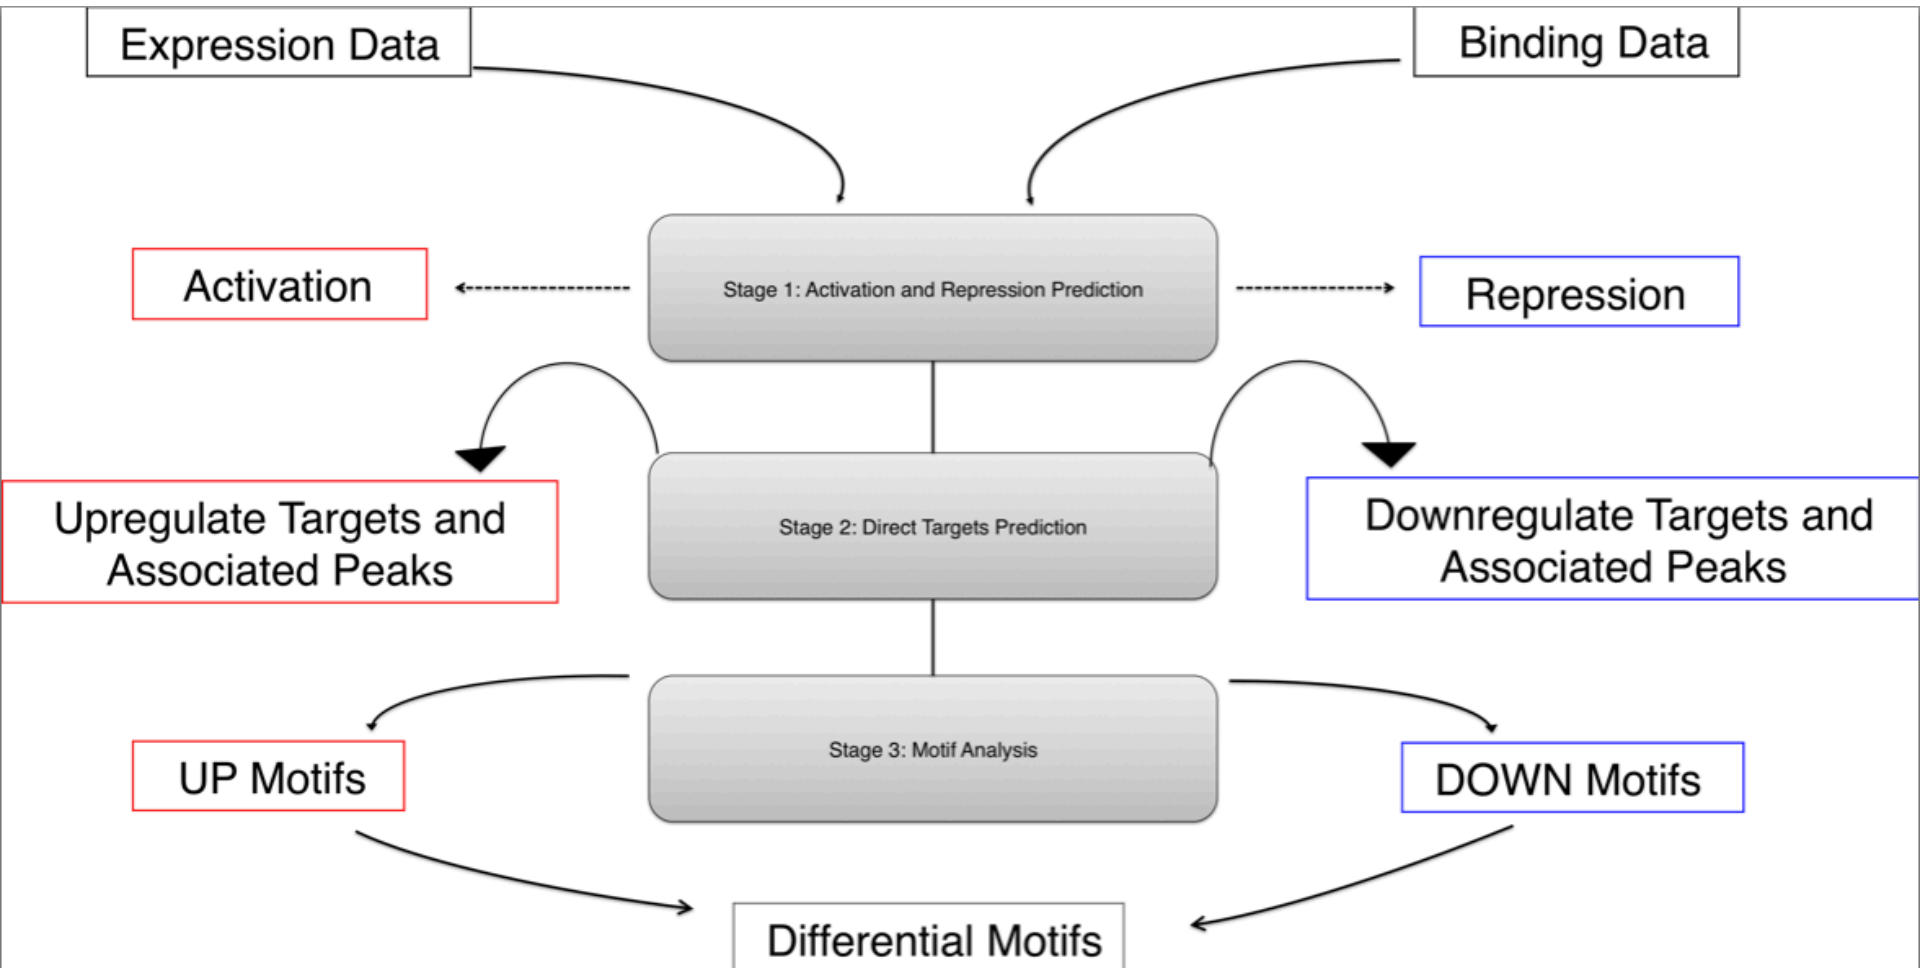 Expression Data
Binding Data
Activation
Stage 1: Activation and Repression Prediction
Repression
Upregulate Targets and
Associated Peaks
Stage 2: Direct Targets Prediction
Downregulate Targets and
Associated Peaks
UP Motifs
Stage 3: Motif Analysis
DOWN Motifs
Differential Motifs